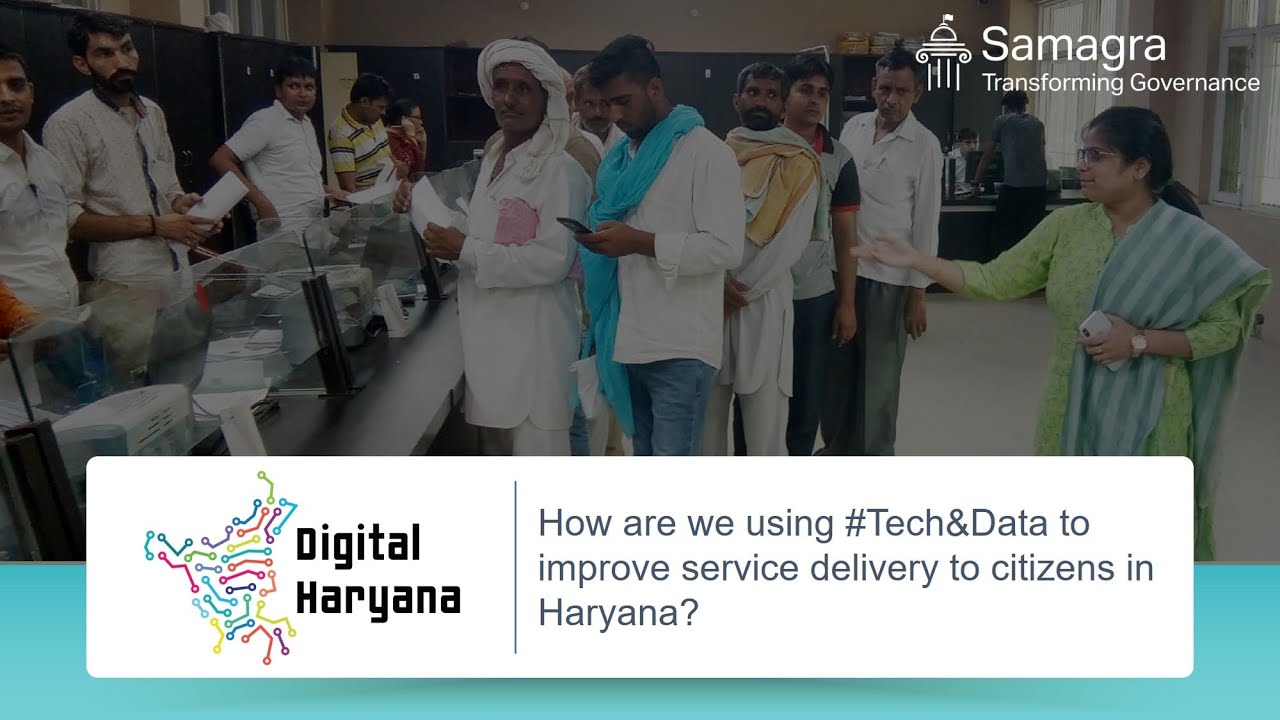 Samagra
Transforming Governance
Digital
Haryana
How are we using #Tech&Data to
improve service delivery to citizens in
Haryana?